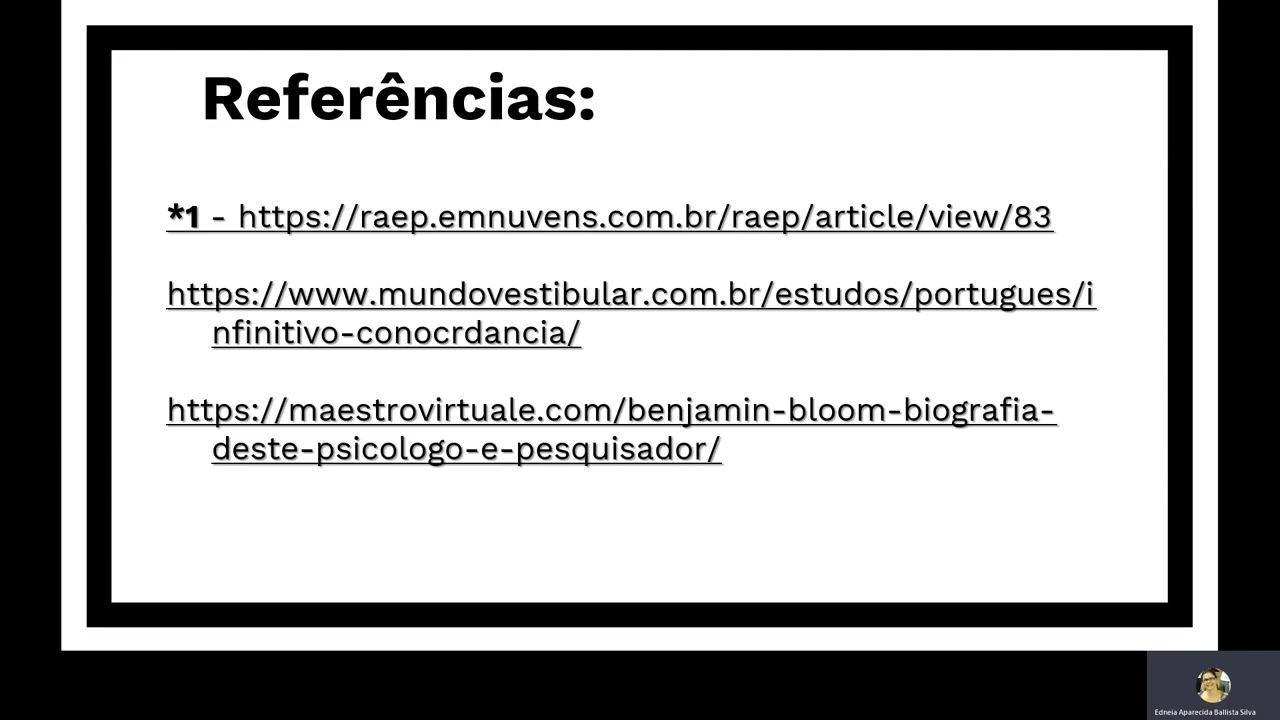 Referências:
*1 - https://raep.emnuvens.com.br/raep/article/view/83
https://www.mundovestibular.com.br/estudos/portugues/i
nfinitivo-conocrdancia/
https://maestrovirtuale.com/benjamin-bloom-biografia-
deste-psicologo-e-pesquisador/
Edneia Aparecida Ballista Silva